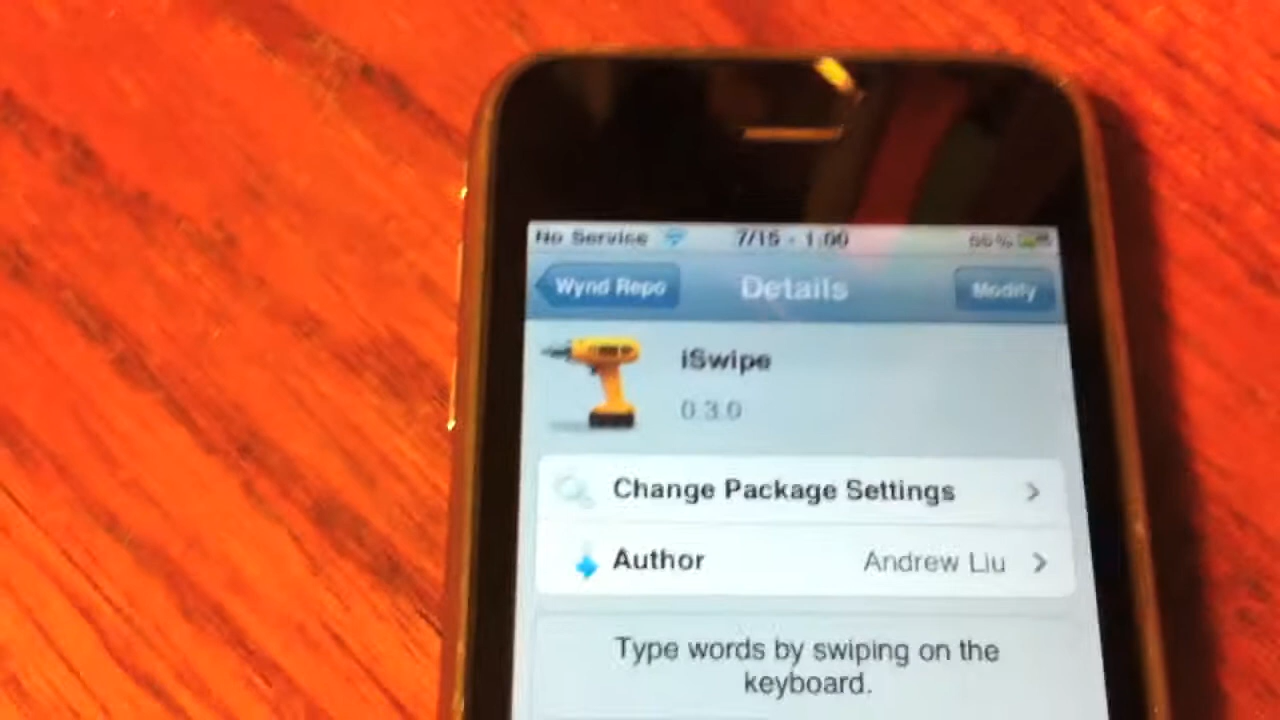 No Service 7/15 - 1:00 66%
Wynd Repo Details Modify
iSwipe
0.3.0
Change Package Settings
Author Andrew Liu
Type words by swiping on the
keyboard.